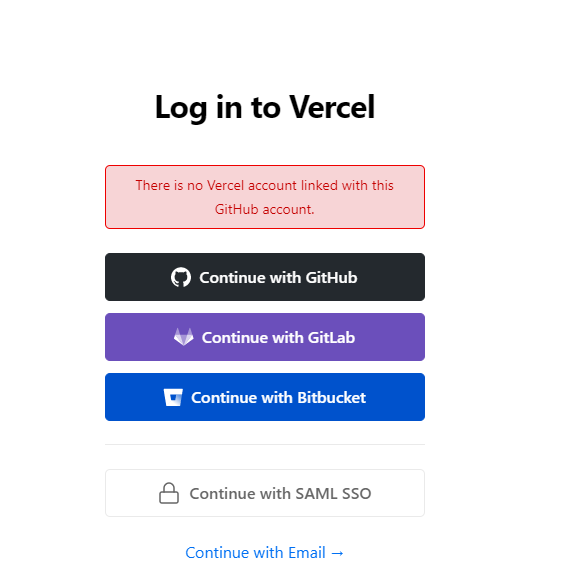 Log in to Vercel
There is no Vercel account linked with this
GitHub account.
Continue with GitHub
Continue with GitLab
Continue with Bitbucket
Continue with SAML SSO
Continue with Email →